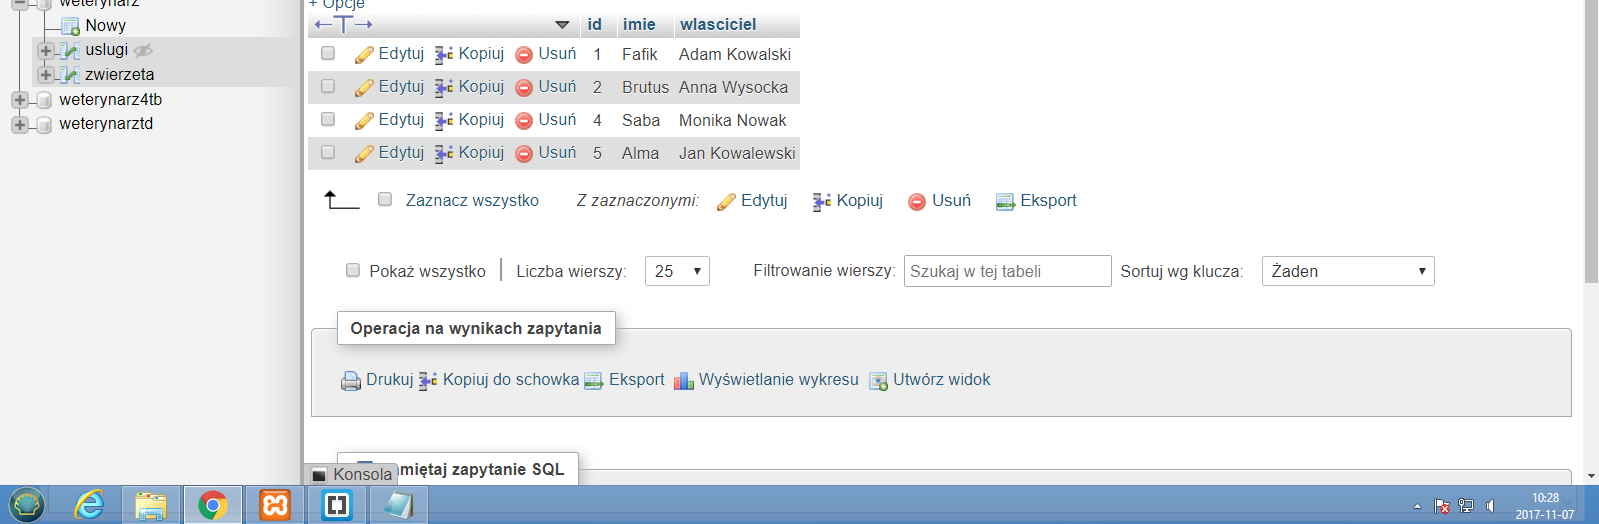 weterynarz
Nowy
uslugi
zwierzeta
weterynarz4tb
weterynarztd
+ Opcje
id imie wlasciciel
Edytuj Kopiuj Usuń 1 Fafik Adam Kowalski
Edytuj Kopiuj Usuń 2 Brutus Anna Wysocka
Edytuj Kopiuj Usuń 4 Saba Monika Nowak
Edytuj Kopiuj Usuń 5 Alma Jan Kowalewski
Zaznacz wszystko Z zaznaczonymi: Edytuj Kopiuj Usuń Eksport
Pokaż wszystko Liczba wierszy: 25 Filtrowanie wierszy: Szukaj w tej tabeli Sortuj wg klucza: Żaden
Operacja na wynikach zapytania
Drukuj Kopiuj do schowka Eksport Wyświetlanie wykresu Utwórz widok
miętaj zapytanie SQL
Konsola
10:28
2017-11-07